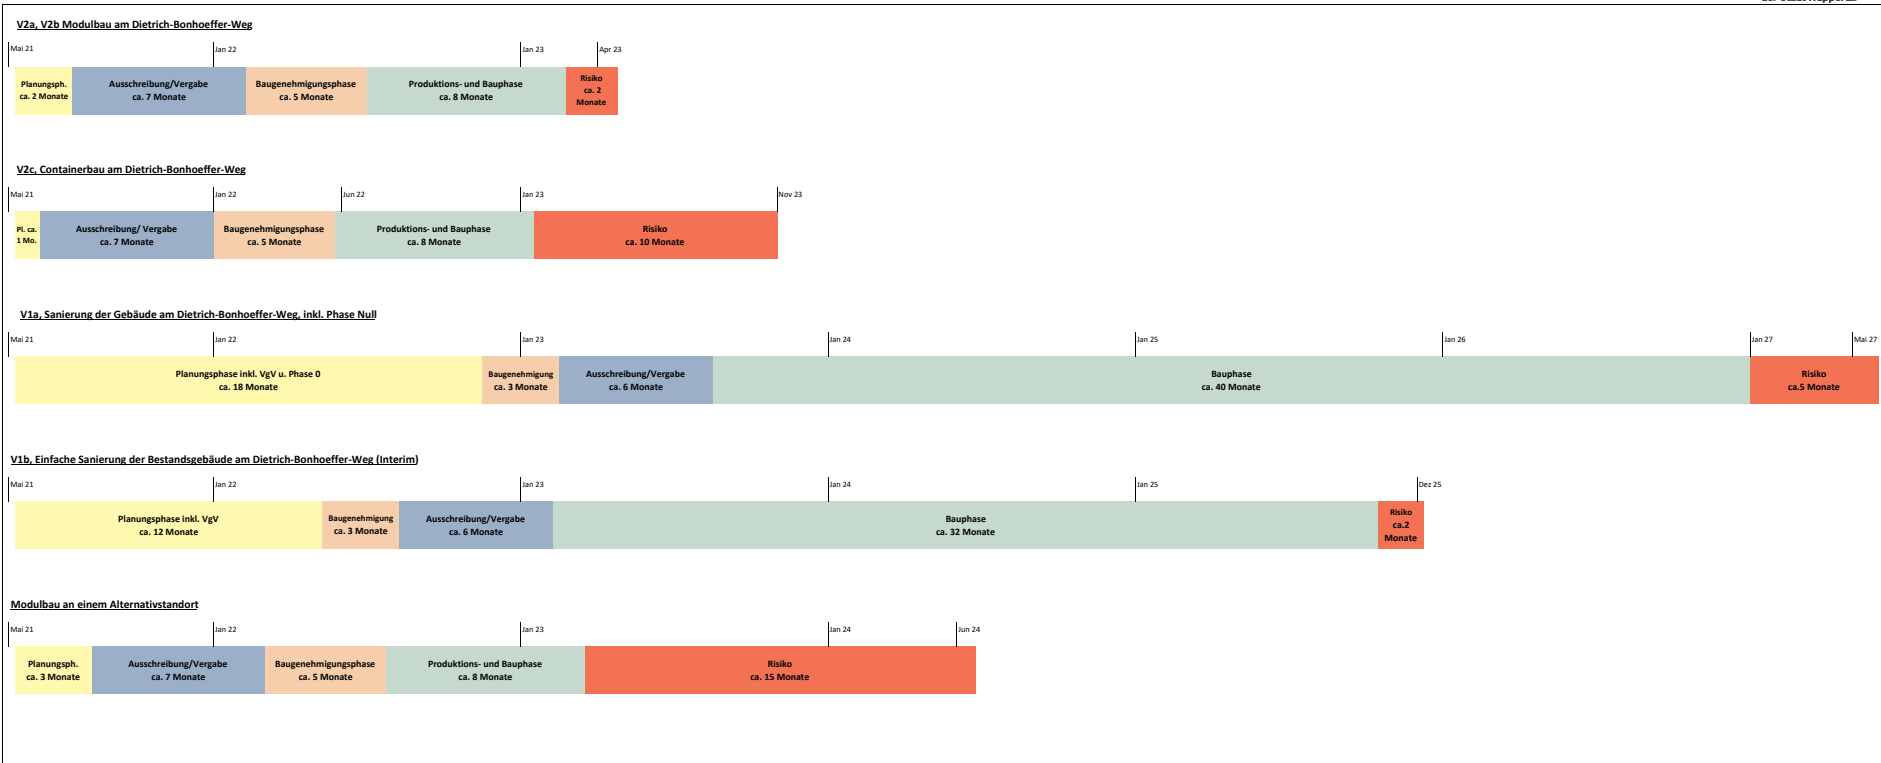 V2a, V2b Modulbau am Dietrich-Bonhoeffer-Weg
Mai 21
Jan 22
Jan 23
Apr 23
Planungsph.
ca. 2 Monate
Ausschreibung/Vergabe
ca. 7 Monate
Baugenehmigungsphase
ca. 5 Monate
Produktions- und Bauphase
ca. 8 Monate
Risiko
ca. 2
Monate
V2c, Containerbau am Dietrich-Bonhoeffer-Weg
Mai 21
Jan 22
Jun 22
Jan 23
Nov 23
Pl. ca.
1 Mo.
Ausschreibung/ Vergabe
ca. 7 Monate
Baugenehmigungsphase
ca. 5 Monate
Produktions- und Bauphase
ca. 8 Monate
Risiko
ca. 10 Monate
V1a, Sanierung der Gebäude am Dietrich-Bonhoeffer-Weg, inkl. Phase Null
Mai 21
Jan 22
Jan 23
Jan 24
Jan 25
Jan 26
Jan 27
Mai 27
Planungsphase inkl. VgV u. Phase 0
ca. 18 Monate
Baugenehmigung
ca. 3 Monate
Ausschreibung/Vergabe
ca. 6 Monate
Bauphase
ca. 40 Monate
Risiko
ca.5 Monate
V1b, Einfache Sanierung der Bestandsgebäude am Dietrich-Bonhoeffer-Weg (Interim)
Mai 21
Jan 22
Jan 23
Jan 24
Jan 25
Dez 25
Planungsphase inkl. VgV
ca. 12 Monate
Baugenehmigung
ca. 3 Monate
Ausschreibung/Vergabe
ca. 6 Monate
Bauphase
ca. 32 Monate
Risiko
ca.2
Monate
Modulbau an einem Alternativstandort
Mai 21
Jan 22
Jan 23
Jan 24
Jun 24
Planungsph.
ca. 3 Monate
Ausschreibung/Vergabe
ca. 7 Monate
Baugenehmigungsphase
ca. 5 Monate
Produktions- und Bauphase
ca. 8 Monate
Risiko
ca. 15 Monate